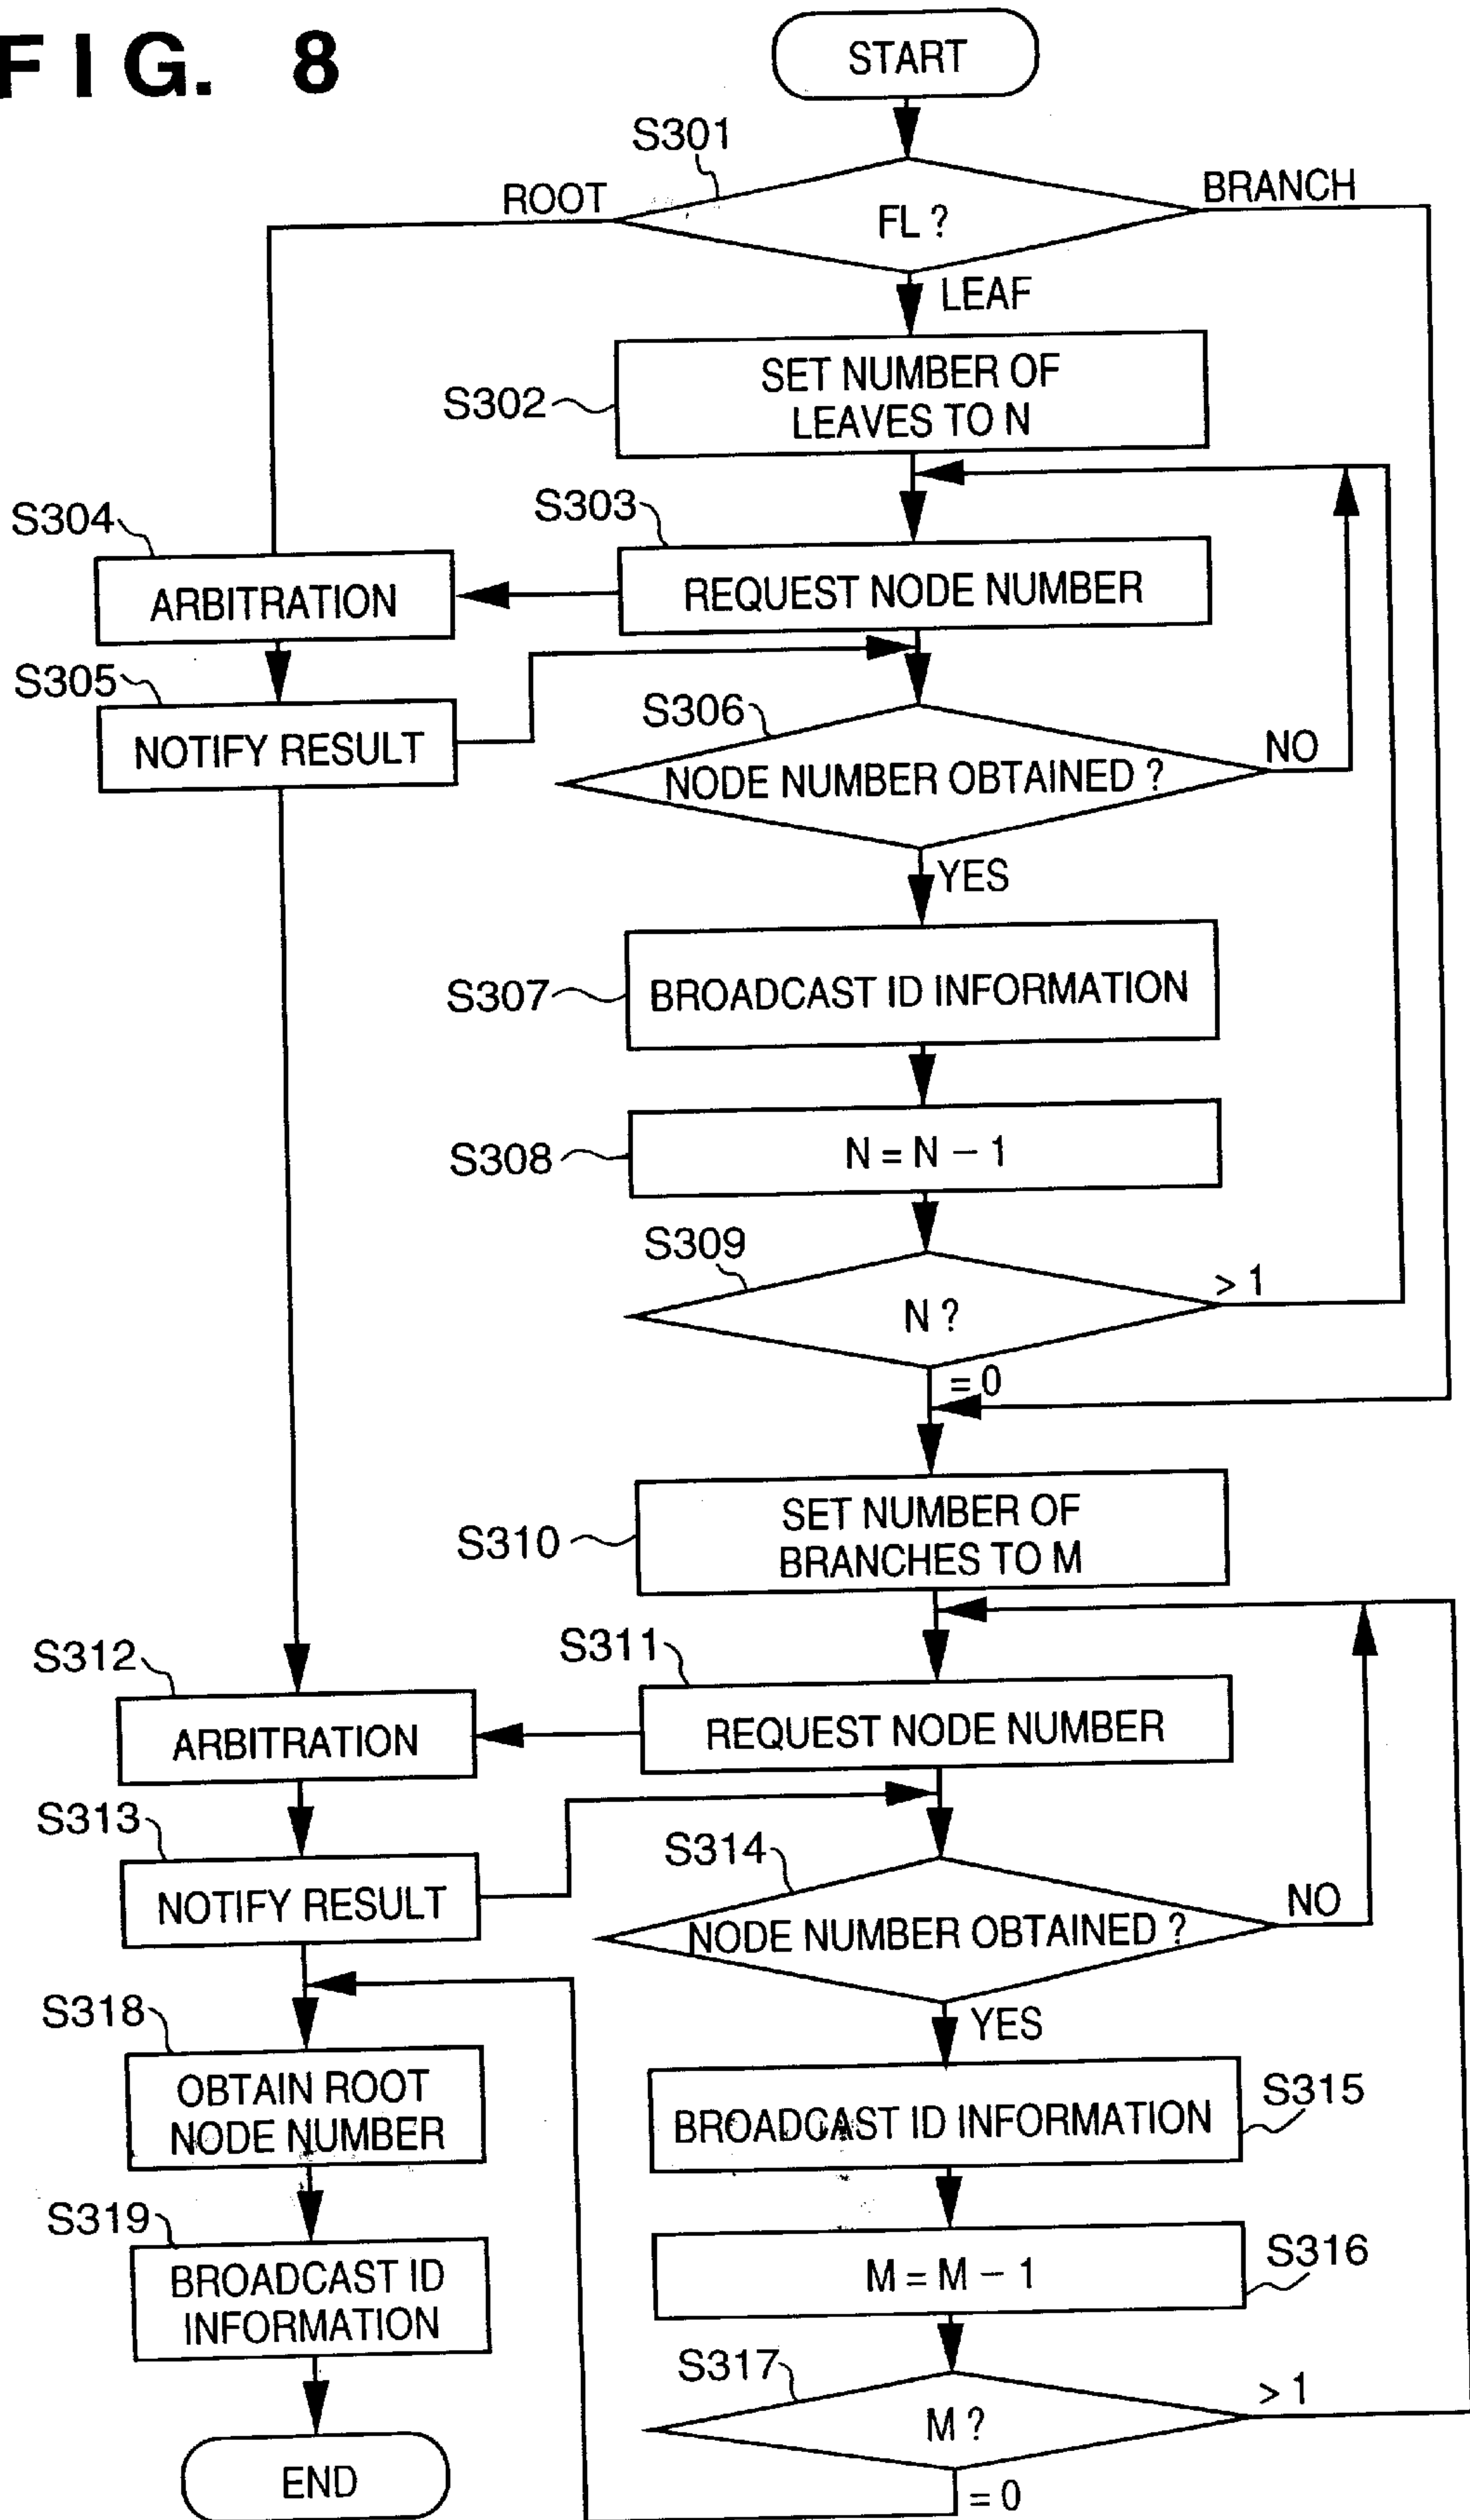 FIG. 8
START
S301
ROOT
BRANCH
FL ?
LEAF
S302
SET NUMBER OF
LEAVES TO N
S304
S303
ARBITRATION
REQUEST NODE NUMBER
S305
NOTIFY RESULT
S306
NODE NUMBER OBTAINED ?
NO
YES
S307
BROADCAST ID INFORMATION
S308
N = N − 1
S309
N ?
> 1
= 0
S310
SET NUMBER OF
BRANCHES TO M
S312
S311
ARBITRATION
REQUEST NODE NUMBER
S313
NOTIFY RESULT
S314
NODE NUMBER OBTAINED ?
NO
YES
S318
OBTAIN ROOT
NODE NUMBER
S315
BROADCAST ID INFORMATION
S319
BROADCAST ID
INFORMATION
S316
M = M − 1
S317
M ?
> 1
= 0
END